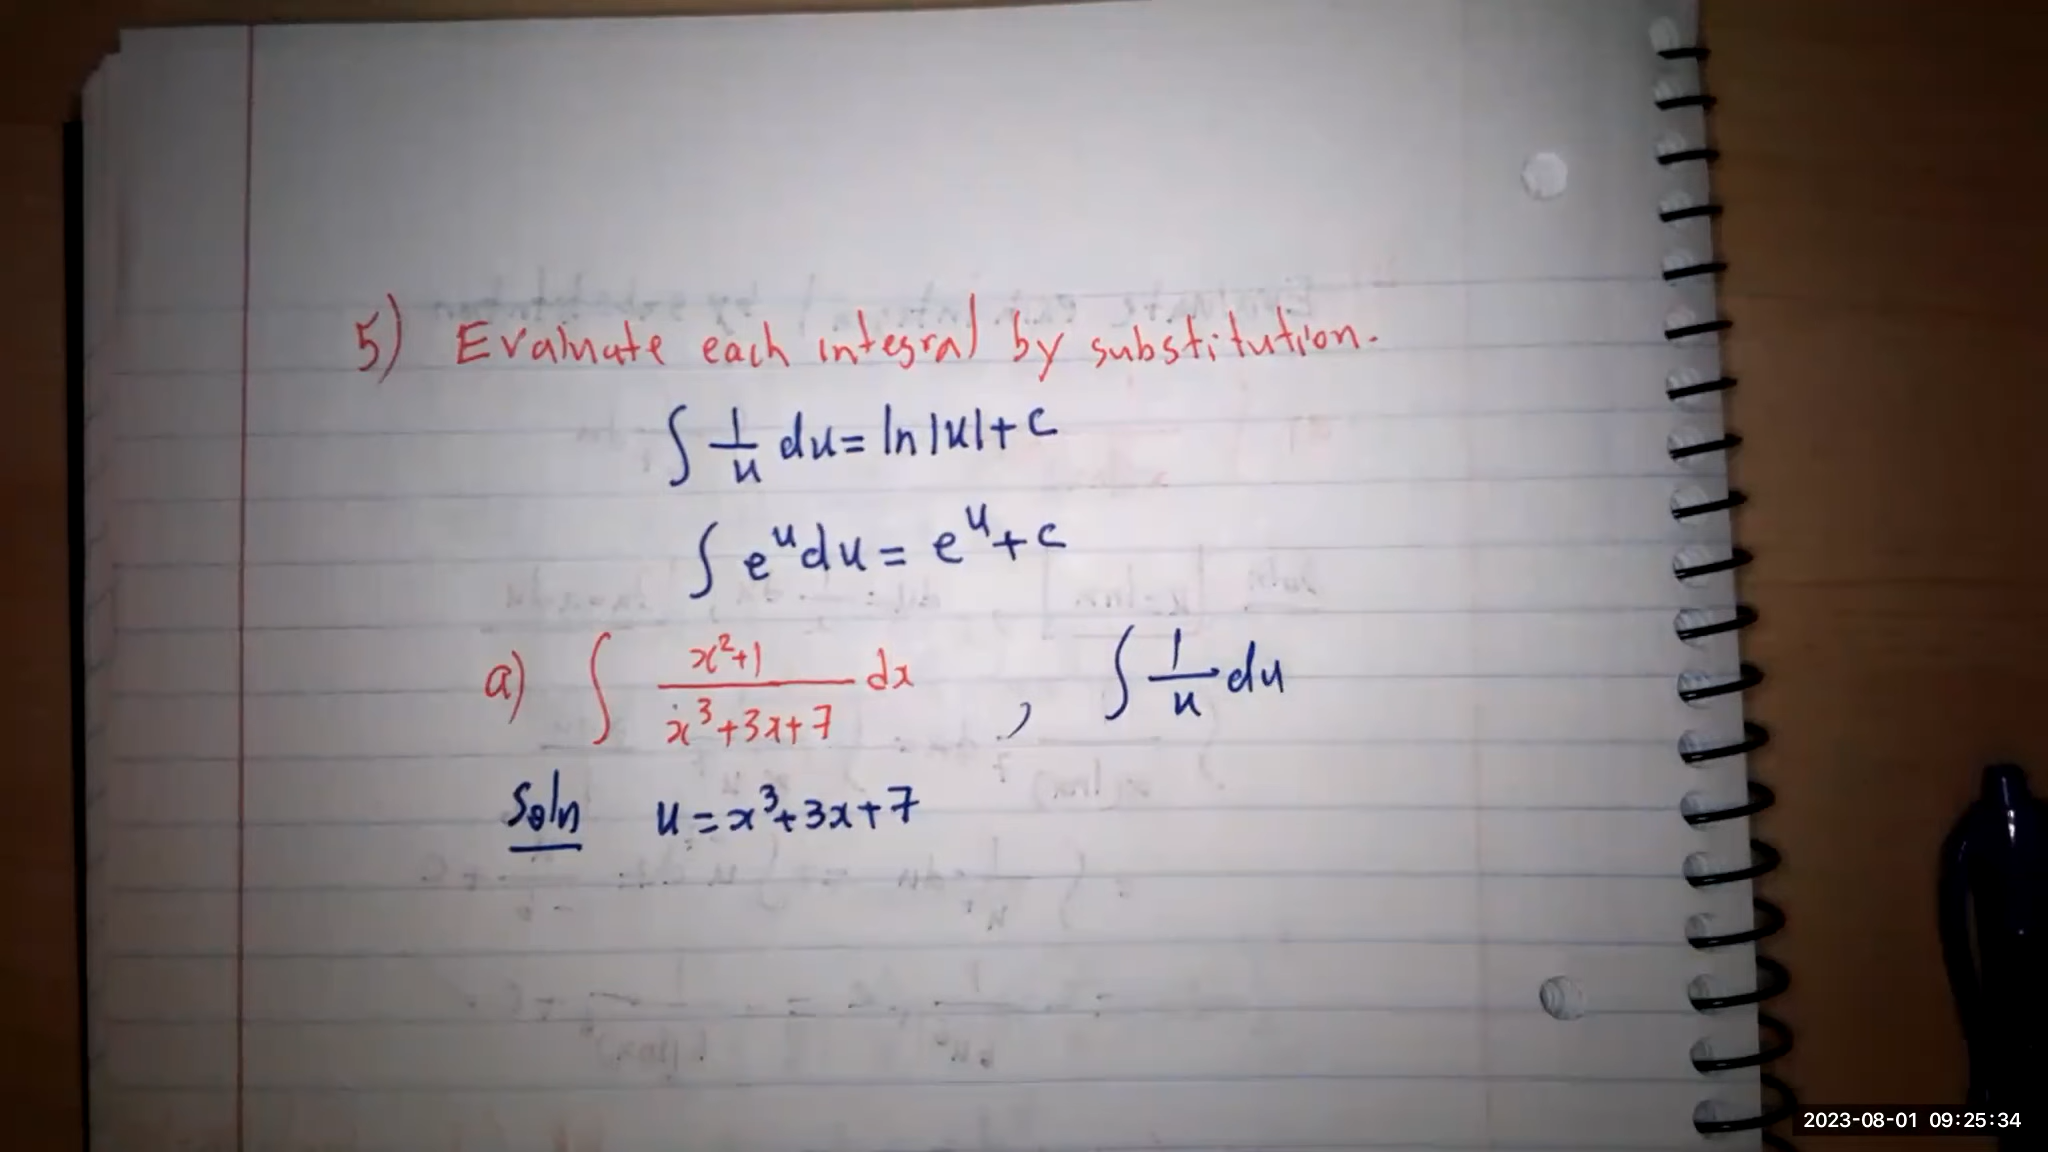 5) Evaluate each integral by substitution.
∫ 1/u du = ln|u| + c
∫ e^u du = e^u + c
a) ∫ (x²+1)/(x³+3x+7) dx , ∫ 1/u du
Soln u = x³+3x+7
2023-08-01 09:25:34